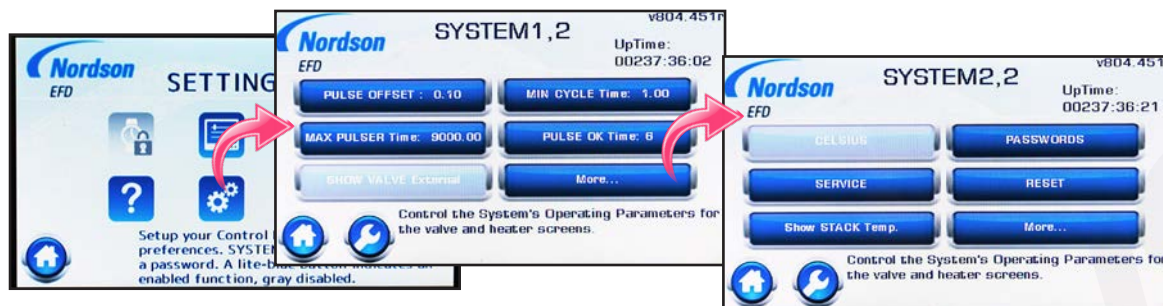 Nordson
EFD
SETTING
?
Setup your Control
preferences. SYSTEM
a password. A lite-blue button indicates an
enabled function, gray disabled.
Nordson
EFD
SYSTEM1,2
v804.451r
UpTime:
00237:36:02
PULSE OFFSET : 0.10
MIN CYCLE Time: 1.00
MAX PULSER Time: 9000.00
PULSE OK Time: 6
SHOW VALVE External
More...
Control the System's Operating Parameters for
the valve and heater screens.
Nordson
EFD
SYSTEM2,2
v804.451
UpTime:
00237:36:21
CELSIUS
PASSWORDS
SERVICE
RESET
Show STACK Temp.
More...
Control the System's Operating Parameters for
the valve and heater screens.